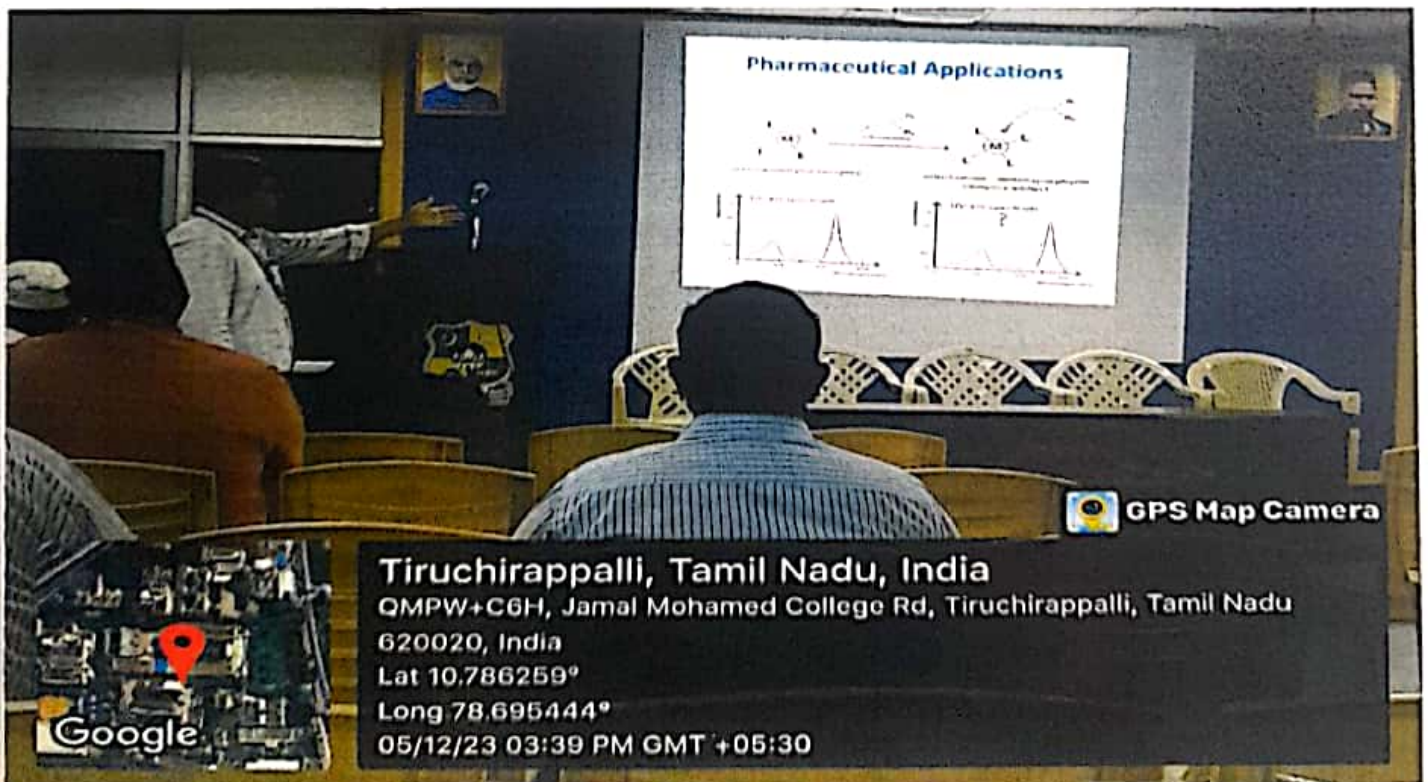 Pharmaceutical Applications
(M)
(M)
?
GPS Map Camera
Tiruchirappalli, Tamil Nadu, India
QMPW+C6H, Jamal Mohamed College Rd, Tiruchirappalli, Tamil Nadu
620020, India
Lat 10.786259°
Long 78.695444°
05/12/23 03:39 PM GMT +05:30
Google